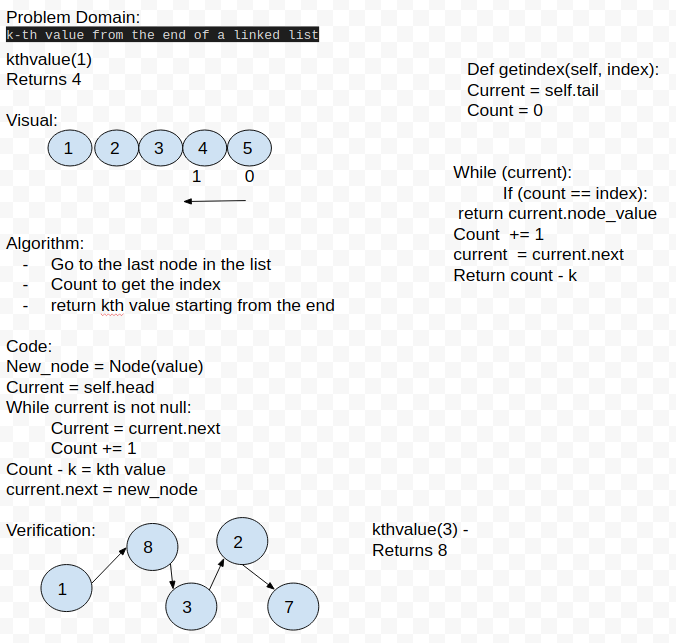 Problem Domain:
k-th value from the end of a linked list
kthvalue(1)
Returns 4
Visual:
1 2 3 4 5
1 0
Algorithm:
- Go to the last node in the list
- Count to get the index
- return kth value starting from the end
Code:
New_node = Node(value)
Current = self.head
While current is not null:
Current = current.next
Count += 1
Count - k = kth value
current.next = new_node
Verification:
1
8
3
2
7
kthvalue(3) -
Returns 8
Def getindex(self, index):
Current = self.tail
Count = 0
While (current):
If (count == index):
return current.node_value
Count += 1
current = current.next
Return count - k